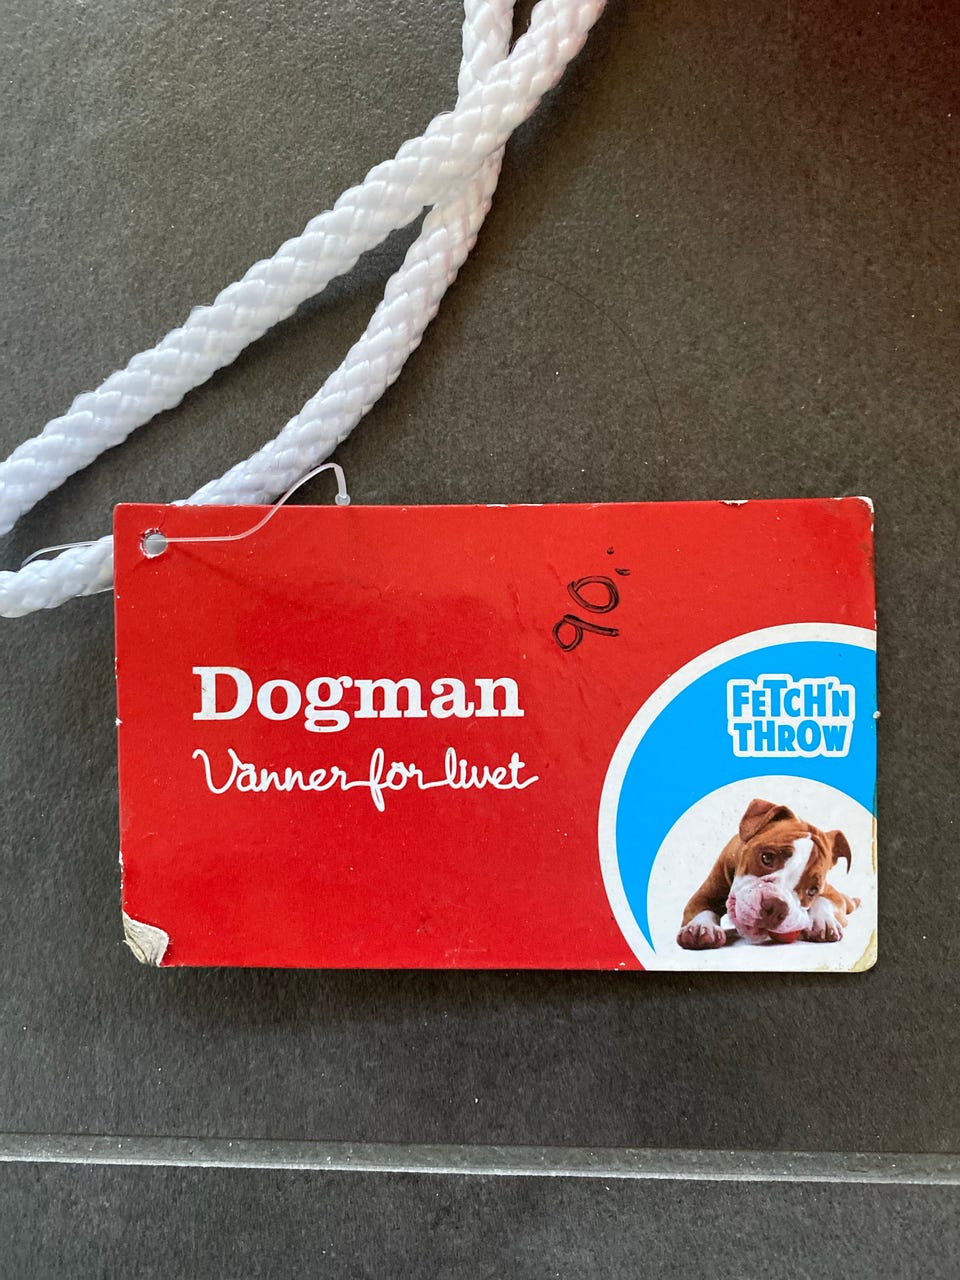 90:
Dogman
Vänner för livet
FETCH'N
THROW